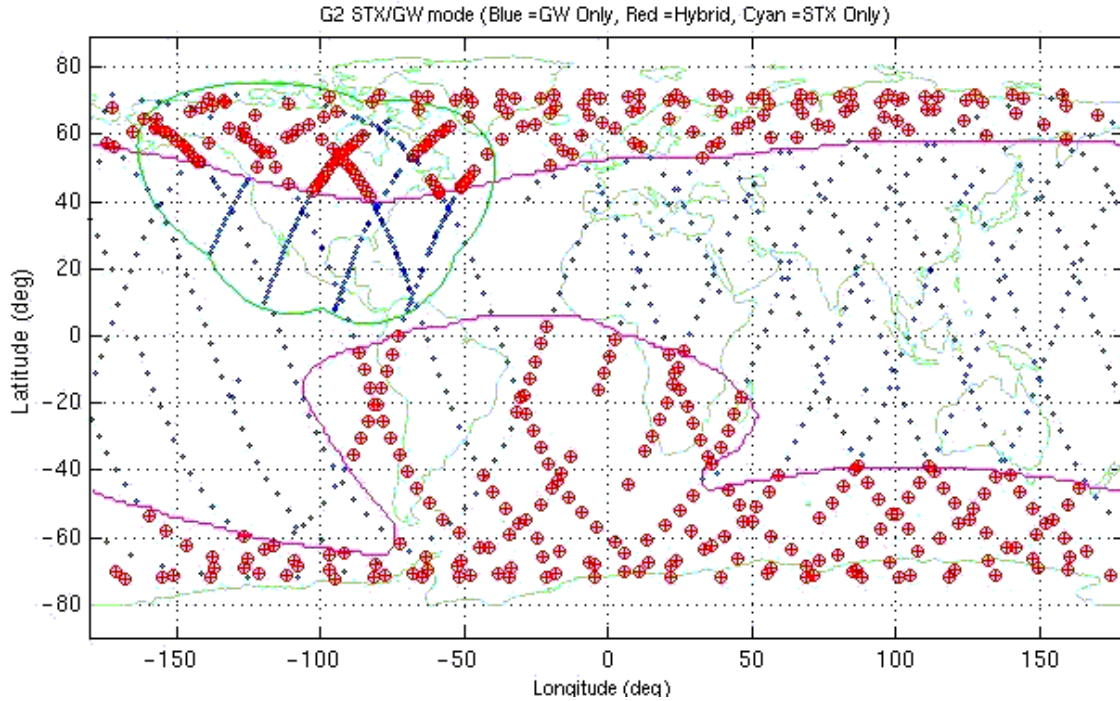 G2 STX/GW mode (Blue =GW Only, Red =Hybrid, Cyan =STX Only)
80
60
40
20
0
-20
-40
-60
-80
Latitude (deg)
-150 -100 -50 0 50 100 150
Longitude (deg)